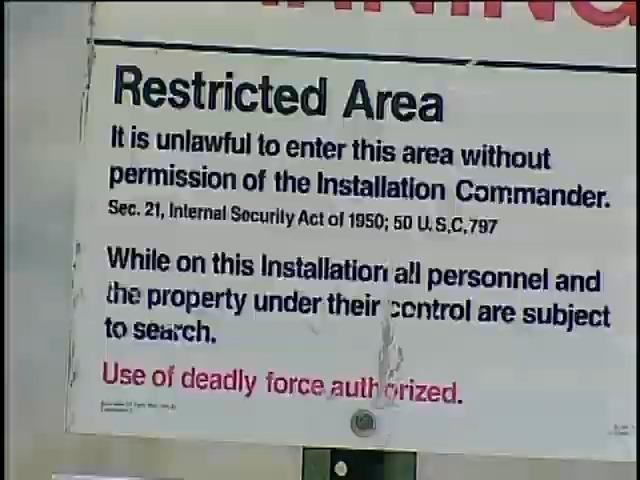 Restricted Area
It is unlawful to enter this area without
permission of the Installation Commander.
Sec. 21, Internal Security Act of 1950; 50 U.S.C. 797
While on this Installation all personnel and
the property under their control are subject
to search.
Use of deadly force authorized.